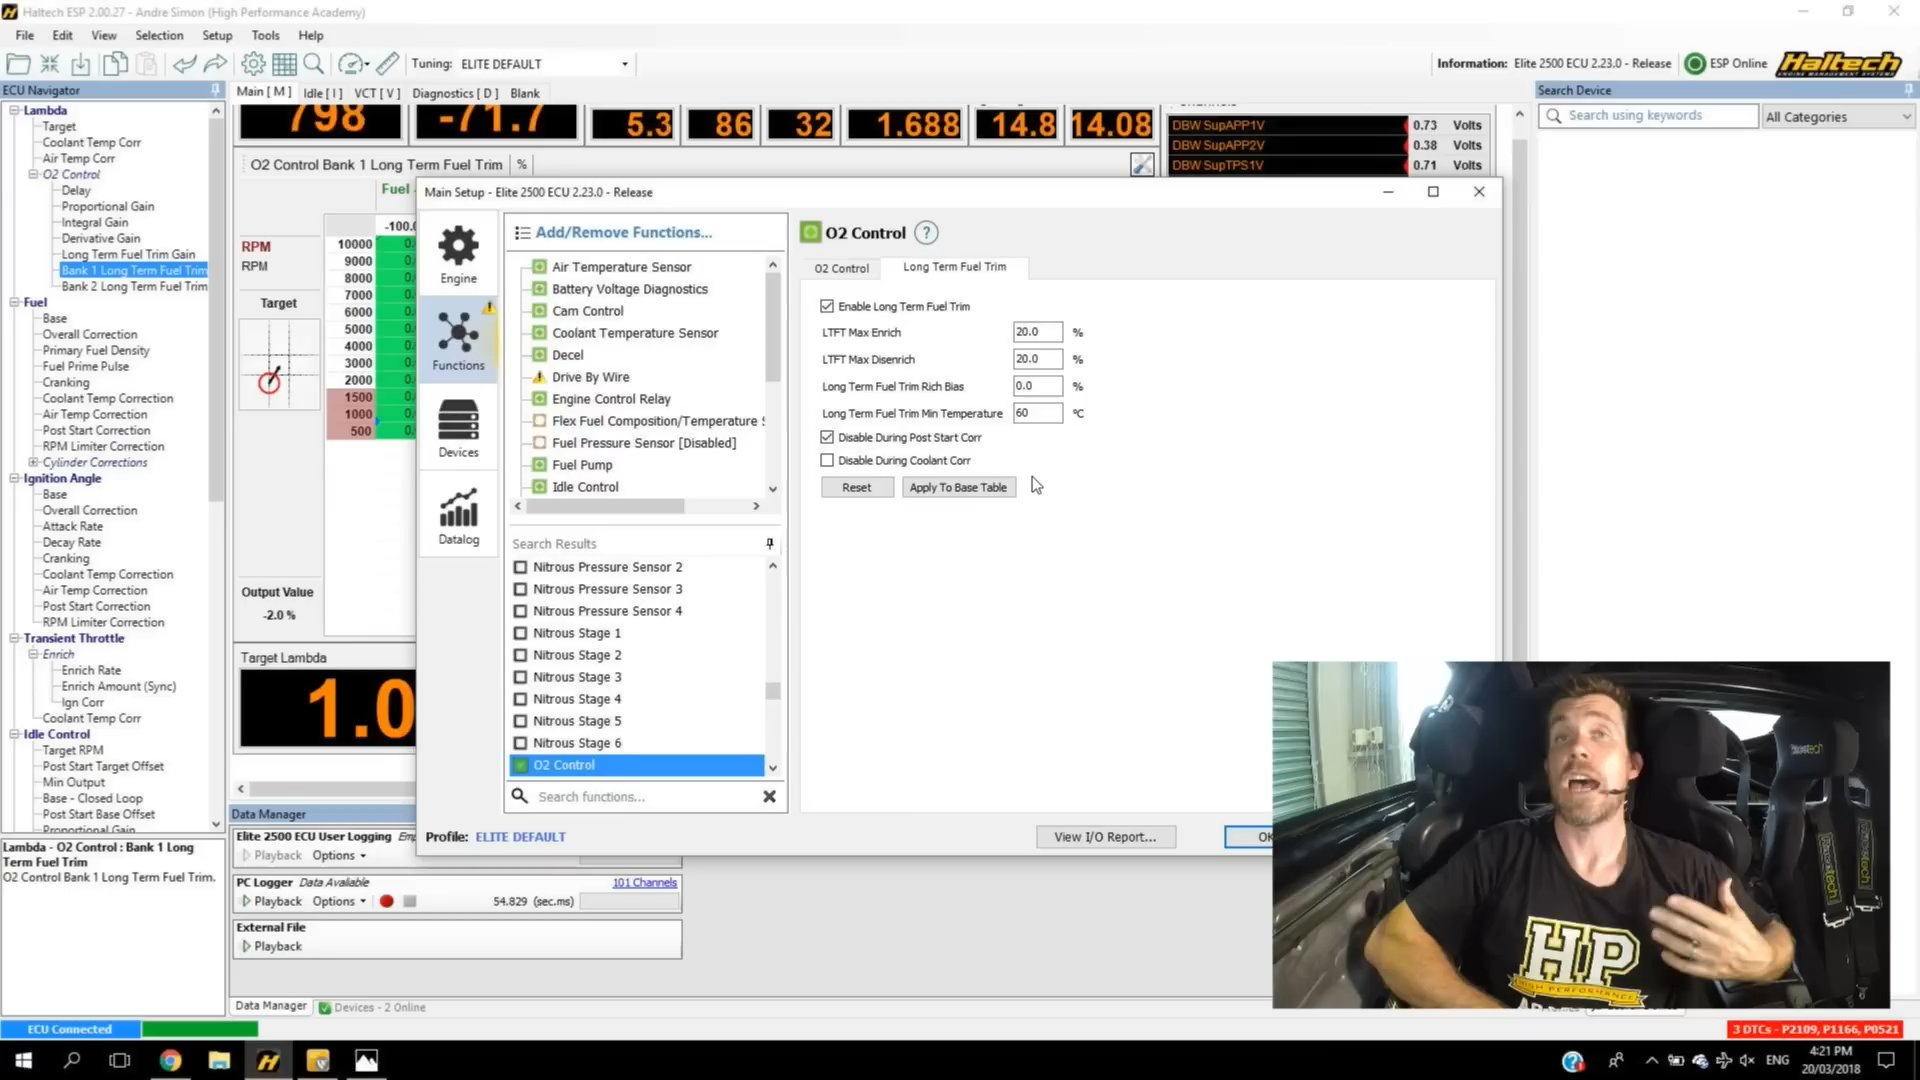 Haltech ESP 2.00.27 - Andre Simon (High Performance Academy)
File Edit View Selection Setup Tools Help
Tuning: ELITE DEFAULT
Information: Elite 2500 ECU 2.23.0 - Release ESP Online Haltech
ENGINE MANAGEMENT SYSTEMS
ECU Navigator
Lambda
Target
Coolant Temp Corr
Air Temp Corr
O2 Control
Delay
Proportional Gain
Integral Gain
Derivative Gain
Long Term Fuel Trim Gain
Bank 1 Long Term Fuel Trim
Bank 2 Long Term Fuel Trim
Fuel
Base
Overall Correction
Primary Fuel Density
Fuel Prime Pulse
Cranking
Coolant Temp Correction
Air Temp Correction
Post Start Correction
RPM Limiter Correction
Cylinder Corrections
Ignition Angle
Base
Overall Correction
Attack Rate
Decay Rate
Cranking
Coolant Temp Correction
Air Temp Correction
Post Start Correction
RPM Limiter Correction
Transient Throttle
Enrich
Enrich Rate
Enrich Amount (Sync)
Ign Corr
Coolant Temp Corr
Idle Control
Target RPM
Post Start Target Offset
Min Output
Base - Closed Loop
Post Start Base Offset
Proportional Gain
Lambda - O2 Control : Bank 1 Long
Term Fuel Trim
O2 Control Bank 1 Long Term Fuel Trim.
Main [ M ] Idle [ I ] VCT [ V ] Diagnostics [ D ] Blank
798 -71.7 5.3 86 32 1.688 14.8 14.08
DBW SupAPP1V 0.73 Volts
DBW SupAPP2V 0.38 Volts
DBW SupTPS1V 0.71 Volts
O2 Control Bank 1 Long Term Fuel Trim %
Fuel
-100.0
RPM
RPM
Target
10000
9000
8000
7000
6000
5000
4000
3000
2000
1500
1000
500
Output Value
-2.0 %
Target Lambda
1.0
Main Setup - Elite 2500 ECU 2.23.0 - Release
Engine
Functions
Devices
Datalog
Add/Remove Functions...
Air Temperature Sensor
Battery Voltage Diagnostics
Cam Control
Coolant Temperature Sensor
Decel
Drive By Wire
Engine Control Relay
Flex Fuel Composition/Temperature S
Fuel Pressure Sensor [Disabled]
Fuel Pump
Idle Control
Search Results
Nitrous Pressure Sensor 2
Nitrous Pressure Sensor 3
Nitrous Pressure Sensor 4
Nitrous Stage 1
Nitrous Stage 2
Nitrous Stage 3
Nitrous Stage 4
Nitrous Stage 5
Nitrous Stage 6
O2 Control
Search functions...
O2 Control ?
O2 Control Long Term Fuel Trim
Enable Long Term Fuel Trim
LTFT Max Enrich 20.0 %
LTFT Max Disenrich 20.0 %
Long Term Fuel Trim Rich Bias 0.0 %
Long Term Fuel Trim Min Temperature 60 °C
Disable During Post Start Corr
Disable During Coolant Corr
Reset Apply To Base Table
Profile: ELITE DEFAULT
View I/O Report... OK
Search Device
Search using keywords All Categories
Data Manager
Elite 2500 ECU User Logging
Playback Options
PC Logger Data Available 101 Channels
Playback Options 54.829 (sec.ms)
External File
Playback
Data Manager Devices - 2 Online
HP
HIGH PERFORMANCE
Racetech
ECU Connected
3 DTCs - P2109, P1166, P0521
ENG 4:21 PM
20/03/2018